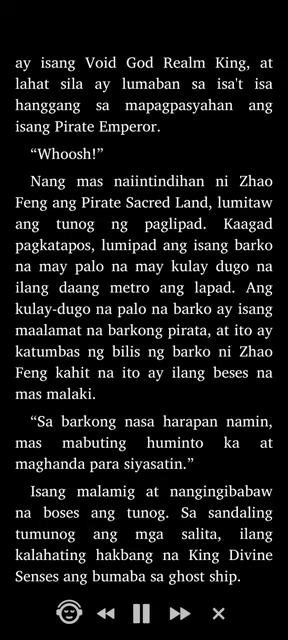 ay isang Void God Realm King, at
lahat sila ay lumaban sa isa't isa
hanggang sa mapagpasyahan ang
isang Pirate Emperor.
“Whoosh!”
Nang mas naiintindihan ni Zhao
Feng ang Pirate Sacred Land, lumitaw
ang tunog ng paglipad. Kaagad
pagkatapos, lumipad ang isang barko
na may palo na may kulay dugo na
ilang daang metro ang lapad. Ang
kulay-dugo na palo na barko ay isang
maalamat na barkong pirata, at ito ay
katumbas ng bilis ng barko ni Zhao
Feng kahit na ito ay ilang beses na
mas malaki.
“Sa barkong nasa harapan namin,
mas mabuting huminto ka at
maghanda para siyasatin.”
Isang malamig at nangingibabaw
na boses ang tunog. Sa sandaling
tumunog ang mga salita, ilang
kalahating hakbang na King Divine
Senses ang bumaba sa ghost ship.